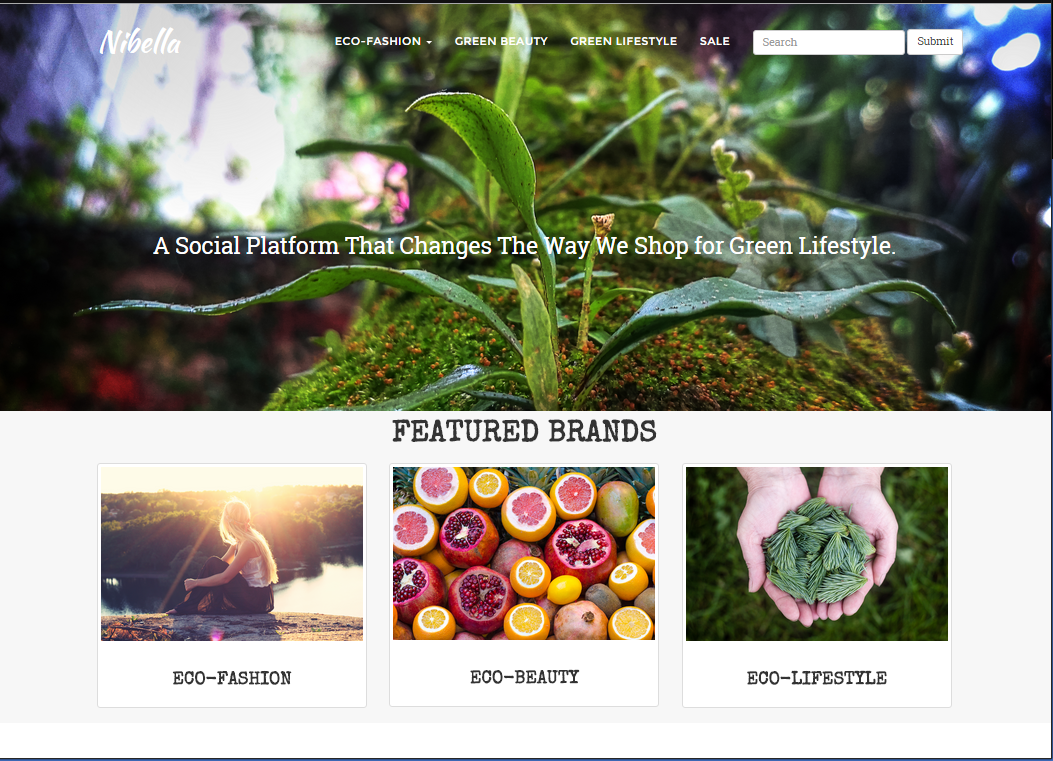 Nibella
ECO-FASHION GREEN BEAUTY GREEN LIFESTYLE SALE Search Submit
A Social Platform That Changes The Way We Shop for Green Lifestyle.
FEATURED BRANDS
ECO-FASHION
ECO-BEAUTY
ECO-LIFESTYLE